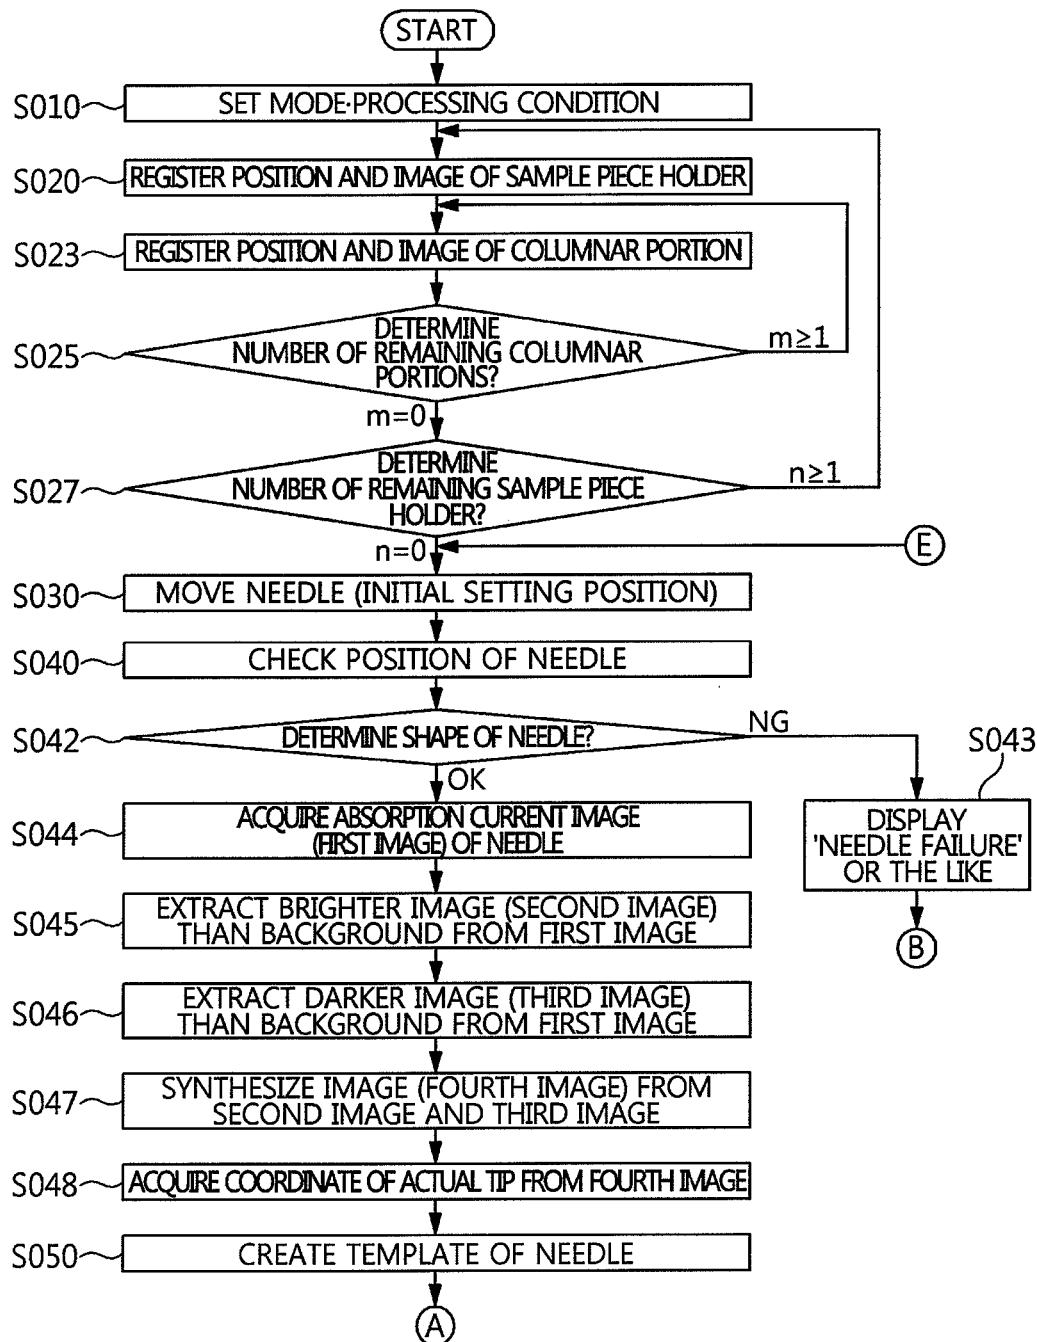 START
S010
SET MODE·PROCESSING CONDITION
S020
REGISTER POSITION AND IMAGE OF SAMPLE PIECE HOLDER
S023
REGISTER POSITION AND IMAGE OF COLUMNAR PORTION
S025
DETERMINE
NUMBER OF REMAINING COLUMNAR
PORTIONS?
m≥1
m=0
S027
DETERMINE
NUMBER OF REMAINING SAMPLE PIECE
HOLDER?
n≥1
n=0
E
S030
MOVE NEEDLE (INITIAL SETTING POSITION)
S040
CHECK POSITION OF NEEDLE
S042
DETERMINE SHAPE OF NEEDLE?
NG
OK
S043
DISPLAY
'NEEDLE FAILURE'
OR THE LIKE
B
S044
ACQUIRE ABSORPTION CURRENT IMAGE
(FIRST IMAGE) OF NEEDLE
S045
EXTRACT BRIGHTER IMAGE (SECOND IMAGE)
THAN BACKGROUND FROM FIRST IMAGE
S046
EXTRACT DARKER IMAGE (THIRD IMAGE)
THAN BACKGROUND FROM FIRST IMAGE
S047
SYNTHESIZE IMAGE (FOURTH IMAGE) FROM
SECOND IMAGE AND THIRD IMAGE
S048
ACQUIRE COORDINATE OF ACTUAL TIP FROM FOURTH IMAGE
S050
CREATE TEMPLATE OF NEEDLE
A